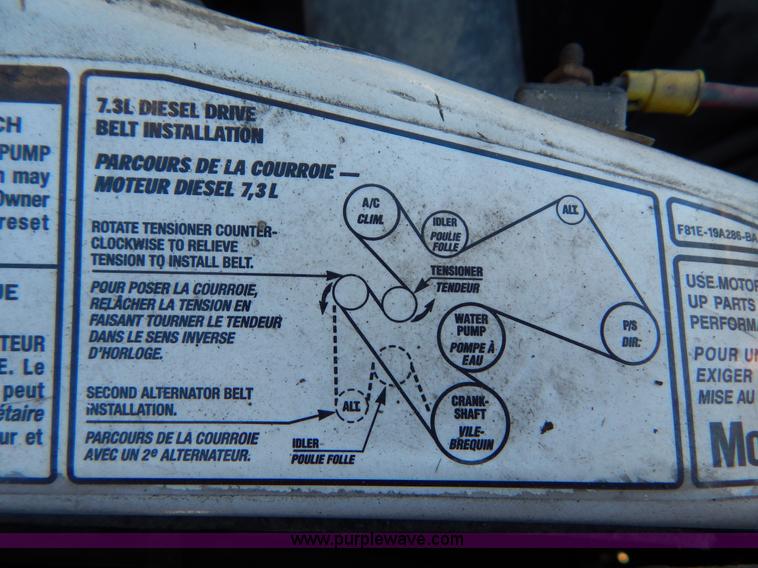 CH
PUMP
may
Owner
reset
UE
TEUR
E. Le
peut
étaire
ur et
7.3L DIESEL DRIVE
BELT INSTALLATION
PARCOURS DE LA COURROIE —
MOTEUR DIESEL 7,3 L
ROTATE TENSIONER COUNTER-
CLOCKWISE TO RELIEVE
TENSION TO INSTALL BELT.
POUR POSER LA COURROIE,
RELÂCHER LA TENSION EN
FAISANT TOURNER LE TENDEUR
DANS LE SENS INVERSE
D'HORLOGE.
SECOND ALTERNATOR BELT
INSTALLATION.
PARCOURS DE LA COURROIE
AVEC UN 2e ALTERNATEUR.
A/C
CLIM.
IDLER
POULIE
FOLLE
ALT.
TENSIONER
TENDEUR
WATER
PUMP
POMPE À
EAU
P/S
DIR.
ALT.
CRANK-
SHAFT
VILE-
BREQUIN
IDLER
POULIE FOLLE
F81E-19A286-BA
USE MOTOR
UP PARTS
PERFORMA
POUR UN
EXIGER
MISE AU
Mo
www.purplewave.com